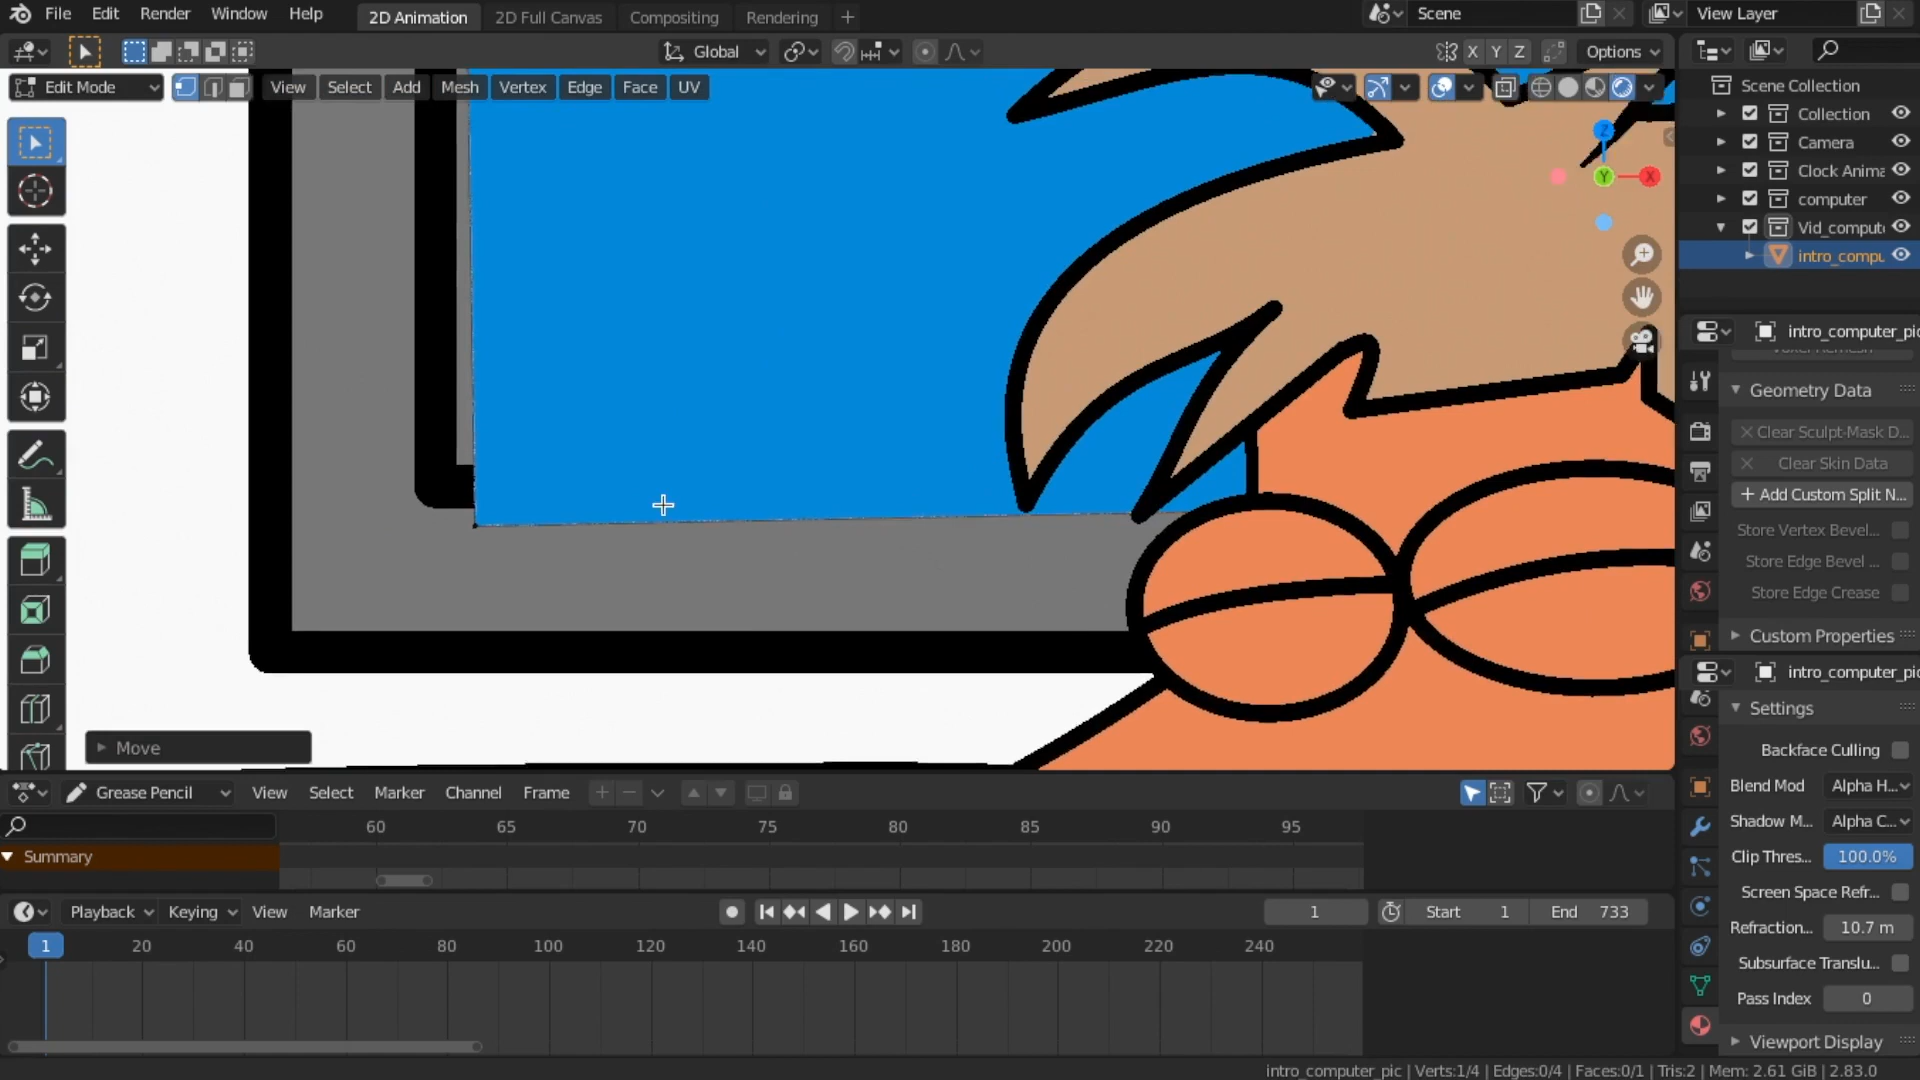 File Edit Render Window Help 2D Animation 2D Full Canvas Compositing Rendering + Scene View Layer
Global X Y Z Options
Edit Mode View Select Add Mesh Vertex Edge Face UV
Scene Collection
Collection
Camera
Clock Anima
computer
Vid_comput
intro_compu
Z
Y X
intro_computer_pic
Geometry Data
Clear Sculpt-Mask D...
Clear Skin Data
+ Add Custom Split N...
Store Vertex Bevel...
Store Edge Bevel ...
Store Edge Crease
Custom Properties
intro_computer_pic
Settings
Backface Culling
Blend Mod Alpha H...
Shadow M... Alpha C...
Clip Thres... 100.0%
Screen Space Refr...
Refraction... 10.7 m
Subsurface Translu...
Pass Index 0
Viewport Display
Move
Grease Pencil View Select Marker Channel Frame
60 65 70 75 80 85 90 95
Summary
Playback Keying View Marker 1 Start 1 End 733
1 20 40 60 80 100 120 140 160 180 200 220 240
intro_computer_pic | Verts:1/4 | Edges:0/4 | Faces:0/1 | Tris:2 | Mem: 2.61 GiB | 2.83.0